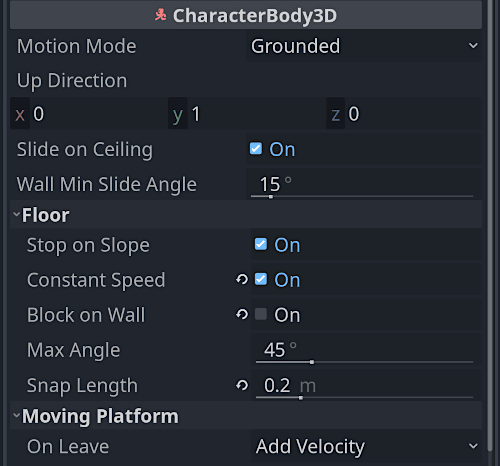 CharacterBody3D
Motion Mode Grounded
Up Direction
x 0 y 1 z 0
Slide on Ceiling On
Wall Min Slide Angle 15 °
Floor
Stop on Slope On
Constant Speed On
Block on Wall On
Max Angle 45 °
Snap Length 0.2 m
Moving Platform
On Leave Add Velocity